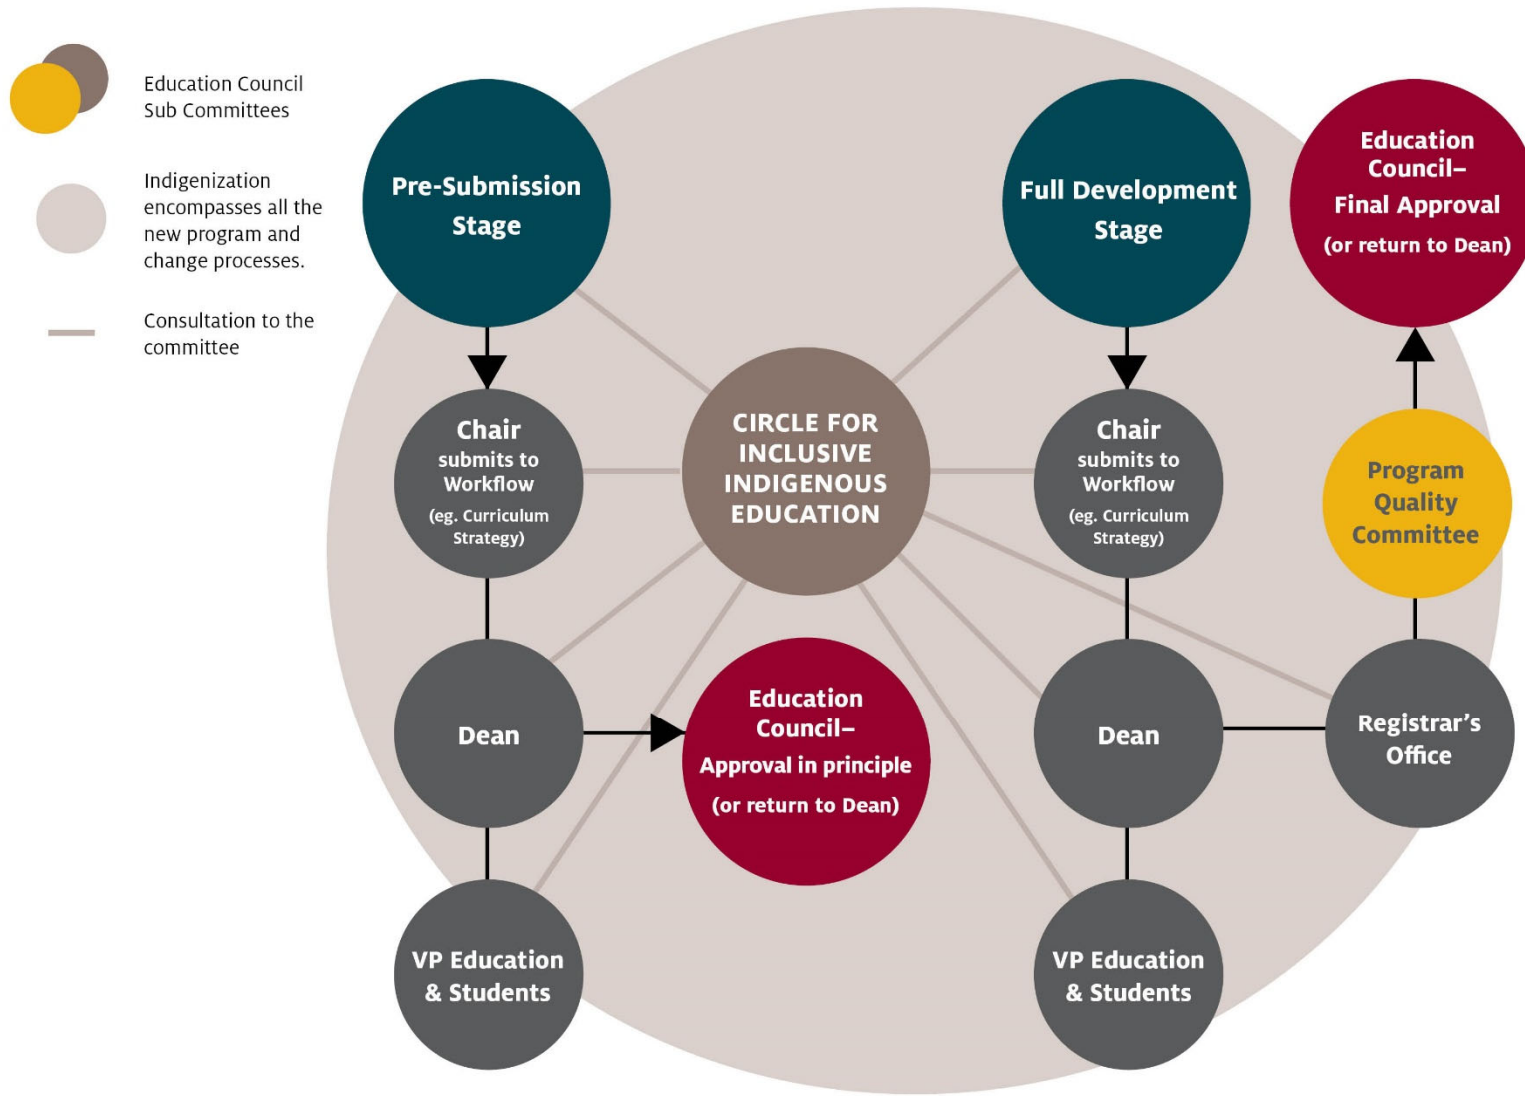 Education Council
Sub Committees
Indigenization
encompasses all the
new program and
change processes.
Consultation to the
committee
Pre-Submission
Stage
Chair
submits to
Workflow
(eg. Curriculum
Strategy)
Dean
VP Education
& Students
CIRCLE FOR
INCLUSIVE
INDIGENOUS
EDUCATION
Education
Council–
Approval in principle
(or return to Dean)
Full Development
Stage
Chair
submits to
Workflow
(eg. Curriculum
Strategy)
Dean
VP Education
& Students
Registrar’s
Office
Program
Quality
Committee
Education
Council–
Final Approval
(or return to Dean)